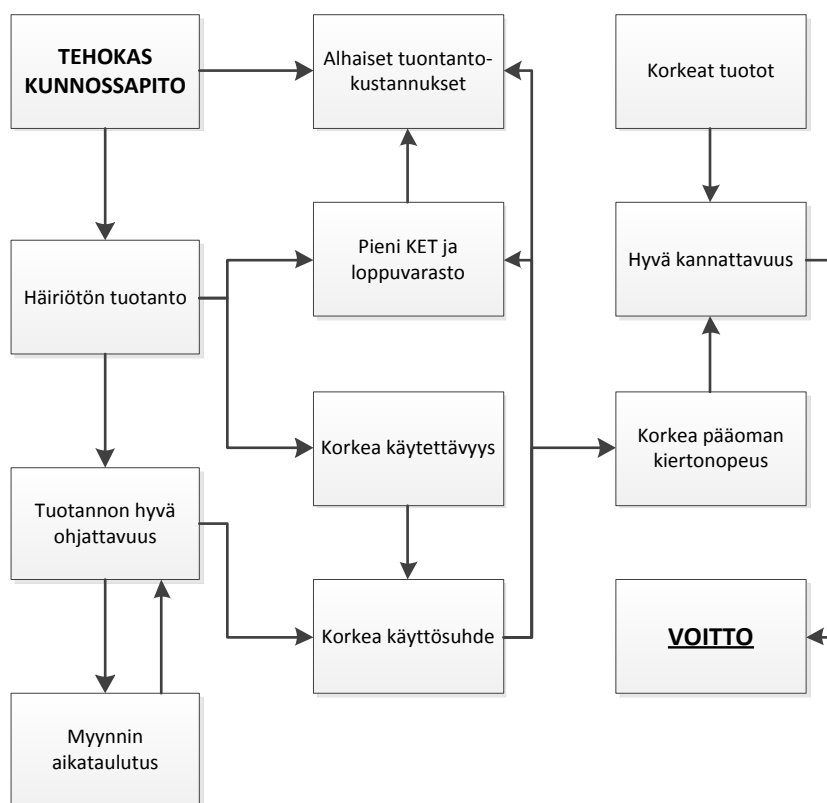 TEHOKAS
KUNNOSSAPITO
Alhaiset tuontanto-
kustannukset
Korkeat tuotot
Häiriötön tuotanto
Pieni KET ja
loppuvarasto
Hyvä kannattavuus
Tuotannon hyvä
ohjattavuus
Korkea käytettävyys
Korkea pääoman
kiertonopeus
Myynnin
aikataulutus
Korkea käyttösuhde
VOITTO